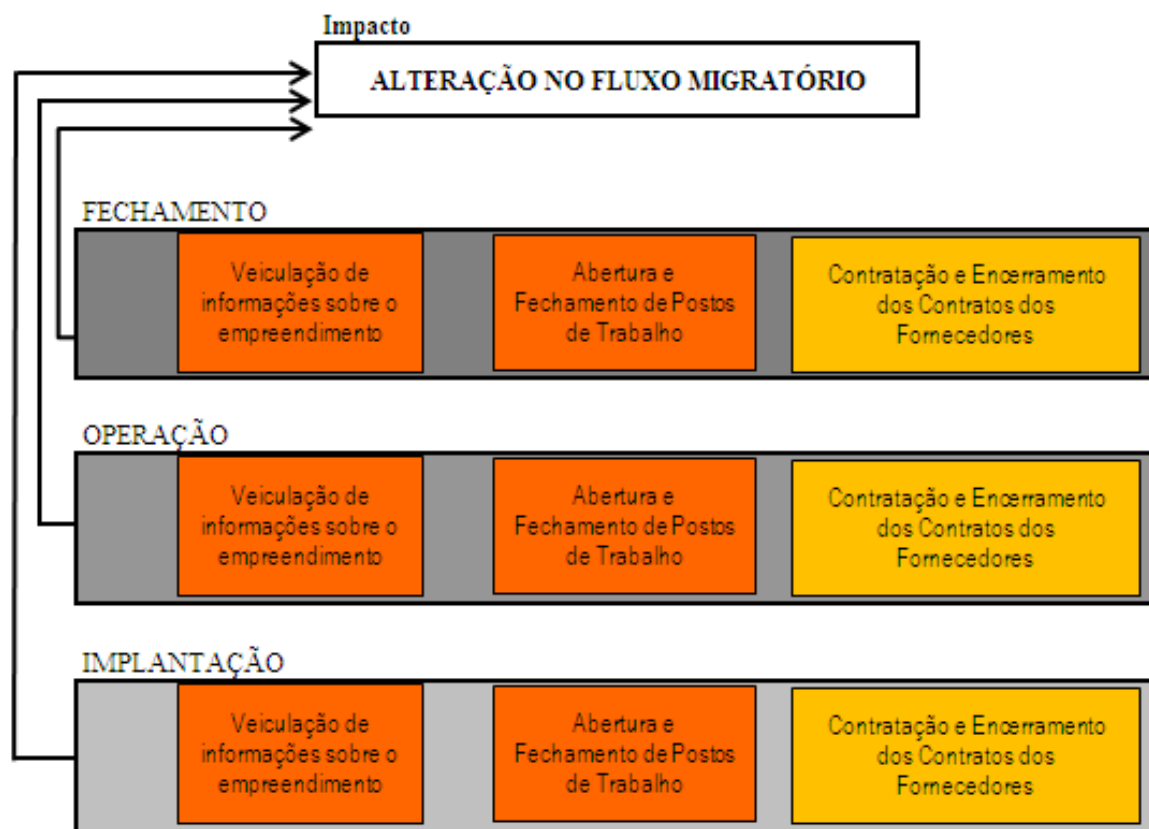 Impacto
ALTERAÇÃO NO FLUXO MIGRATÓRIO
FECHAMENTO
Veiculação de
informações sobre o
empreendimento
Abertura e
Fechamento de Postos
de Trabalho
Contratação e Encerramento
dos Contratos dos
Fornecedores
OPERAÇÃO
Veiculação de
informações sobre o
empreendimento
Abertura e
Fechamento de Postos
de Trabalho
Contratação e Encerramento
dos Contratos dos
Fornecedores
IMPLANTAÇÃO
Veiculação de
informações sobre o
empreendimento
Abertura e
Fechamento de Postos
de Trabalho
Contratação e Encerramento
dos Contratos dos
Fornecedores